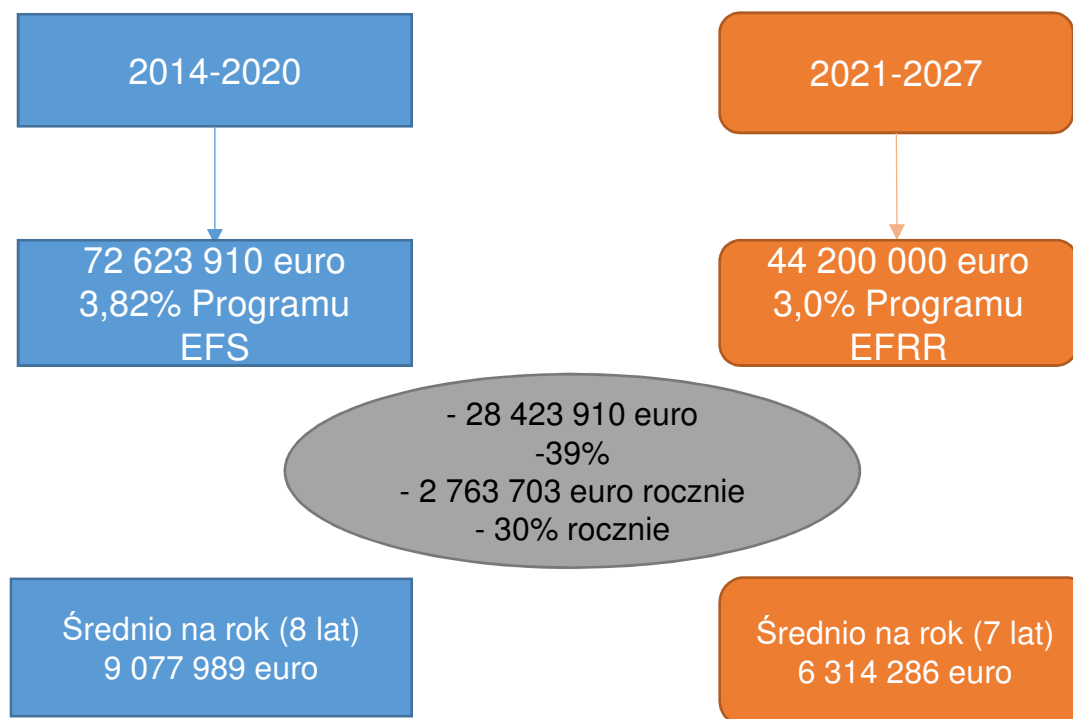 2014-2020
2021-2027
72 623 910 euro
3,82% Programu
EFS
44 200 000 euro
3,0% Programu
EFRR
- 28 423 910 euro
-39%
- 2 763 703 euro rocznie
- 30% rocznie
Średnio na rok (8 lat)
9 077 989 euro
Średnio na rok (7 lat)
6 314 286 euro